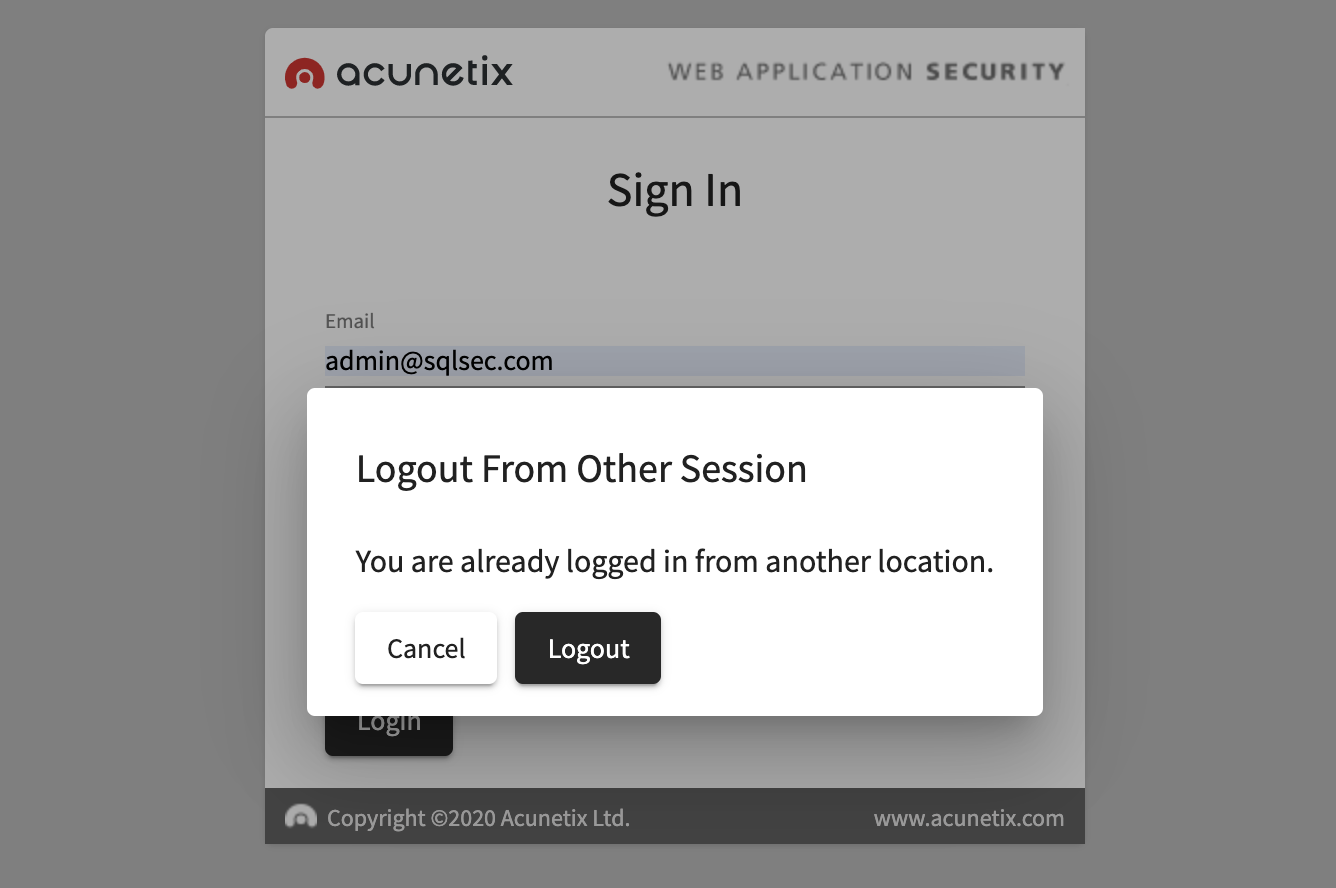 acunetix
WEB APPLICATION SECURITY
Sign In
Email
admin@sqlsec.com
Logout From Other Session
You are already logged in from another location.
Cancel
Logout
Login
Copyright ©2020 Acunetix Ltd.
www.acunetix.com